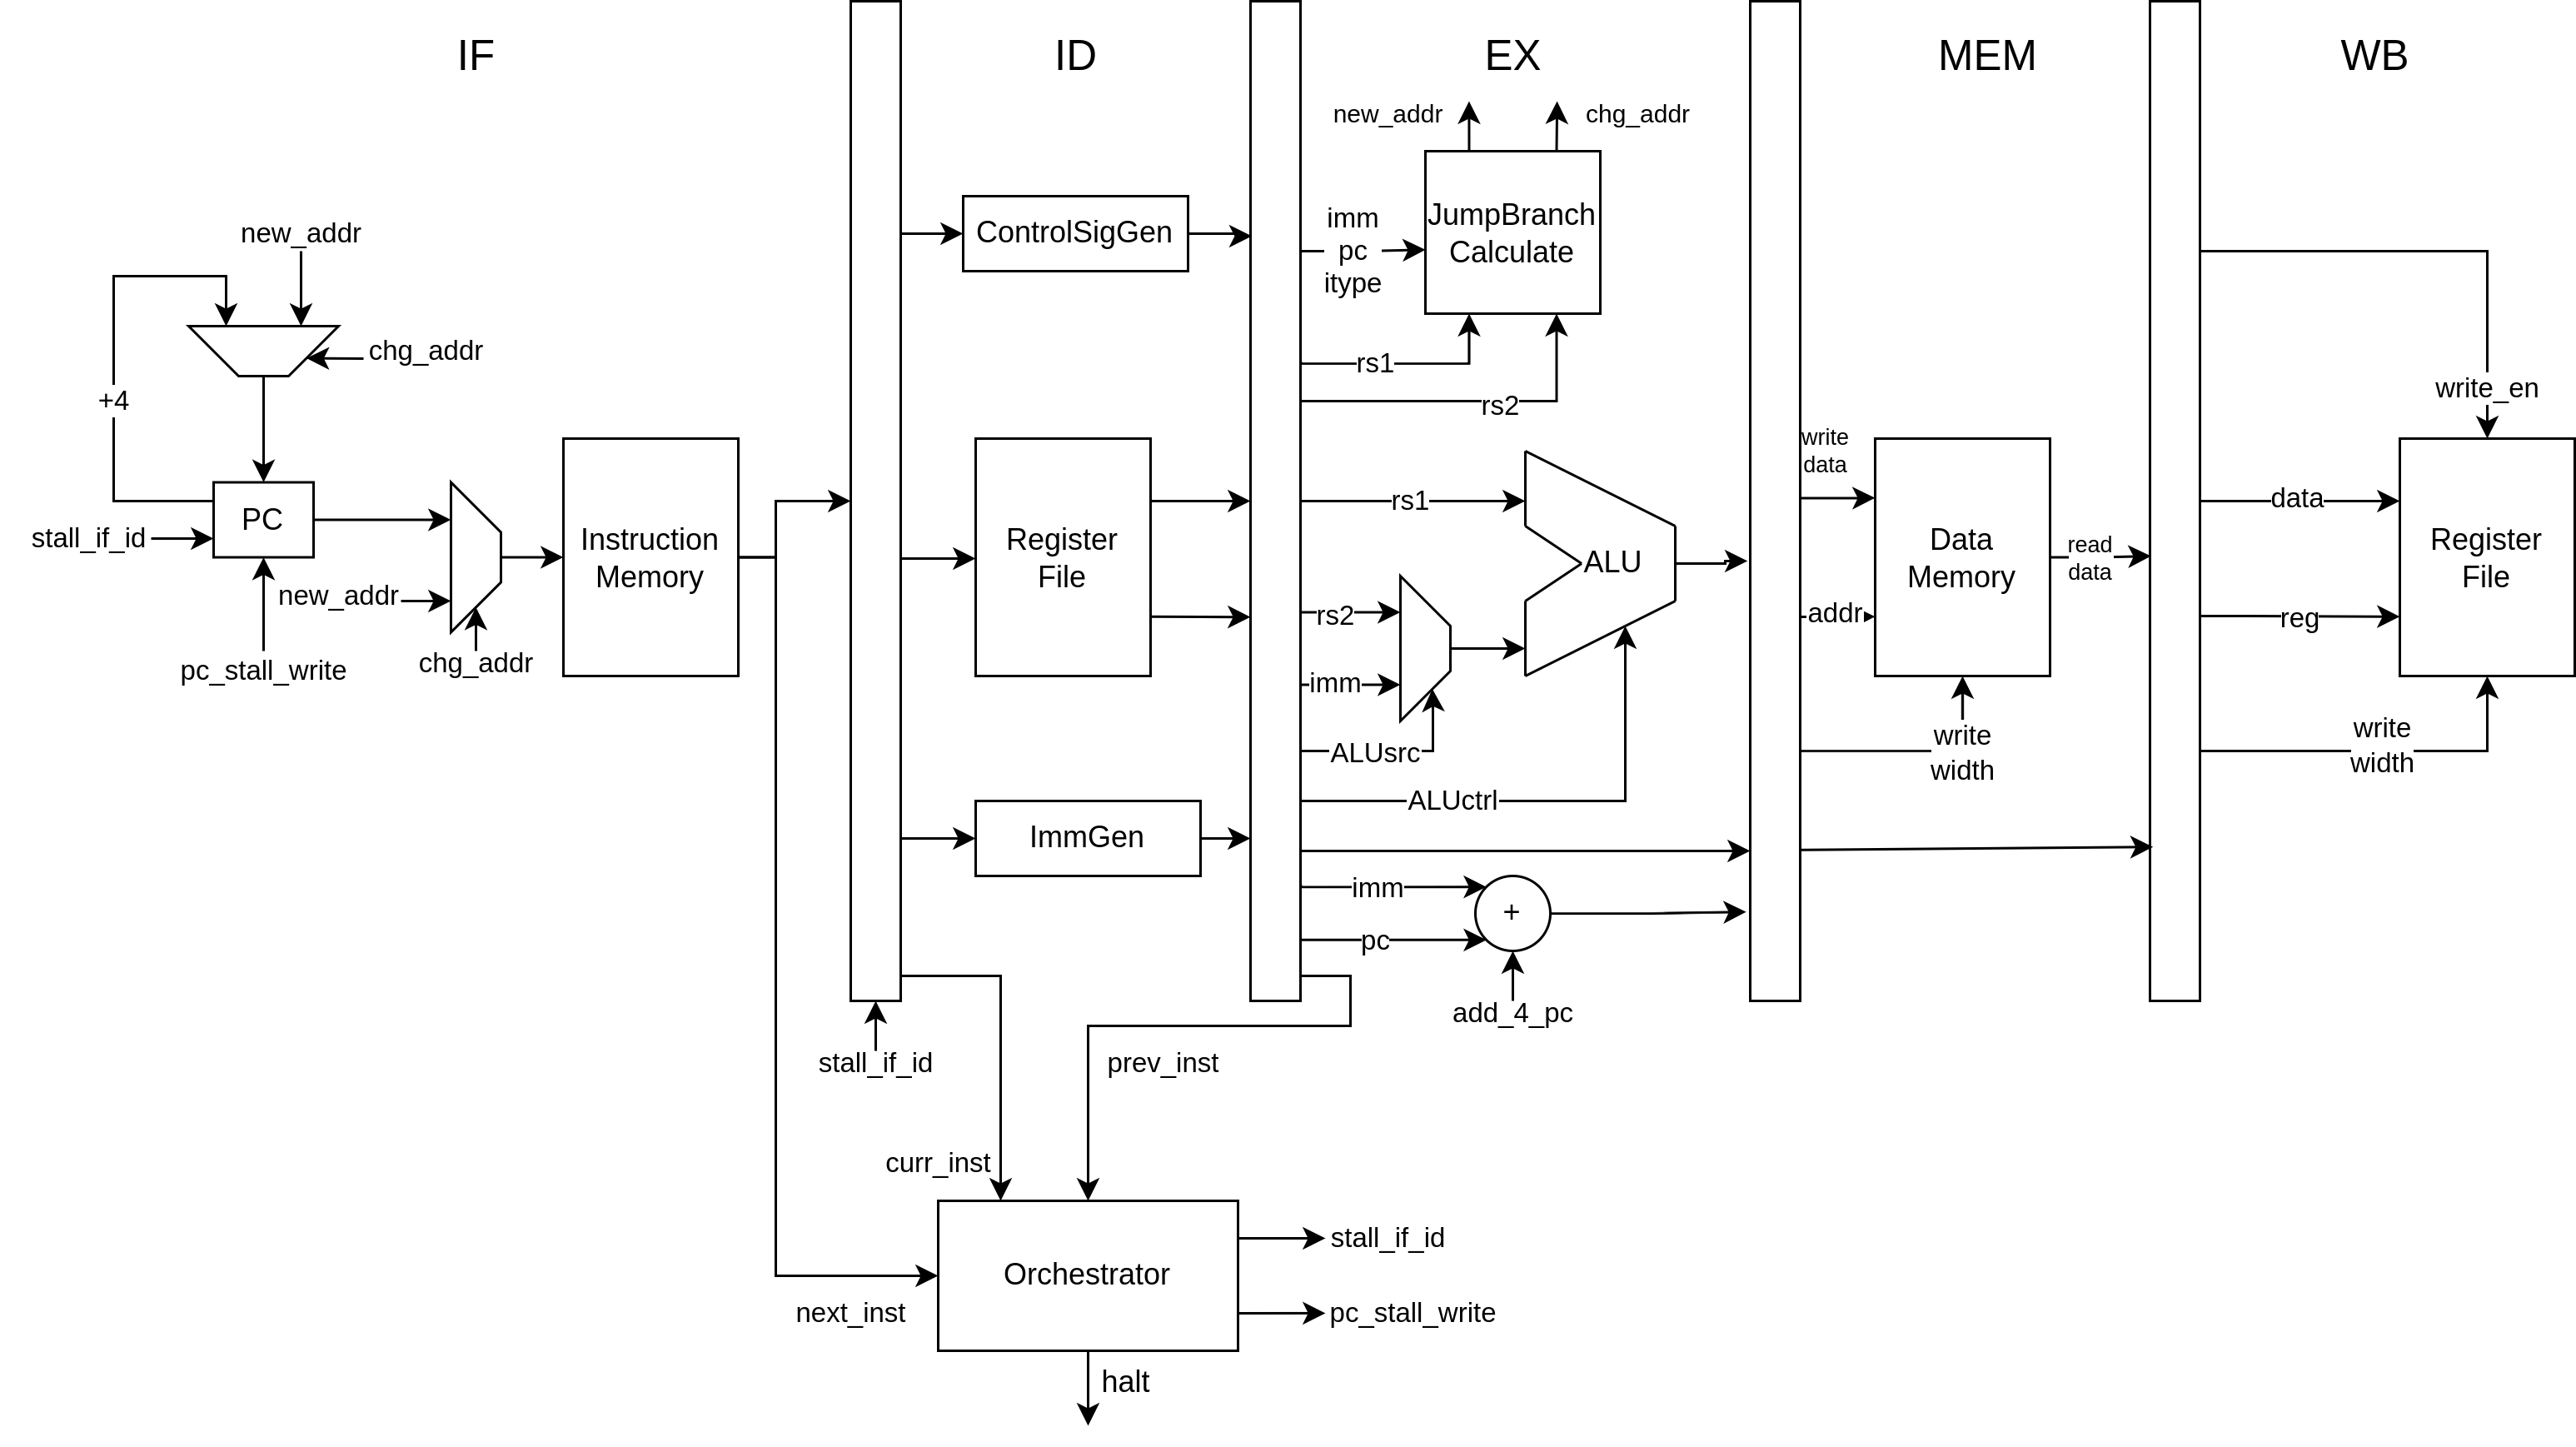 IF
ID
EX
MEM
WB
new_addr
chg_addr
+4
PC
stall_if_id
pc_stall_write
new_addr
chg_addr
Instruction
Memory
ControlSigGen
Register
File
ImmGen
stall_if_id
new_addr
chg_addr
JumpBranch
Calculate
imm
pc
itype
rs1
rs2
rs1
ALU
rs2
imm
ALUsrc
ALUctrl
imm
+
pc
add_4_pc
write
data
addr
Data
Memory
read
data
write
width
write_en
data
reg
Register
File
write
width
prev_inst
curr_inst
next_inst
Orchestrator
stall_if_id
pc_stall_write
halt